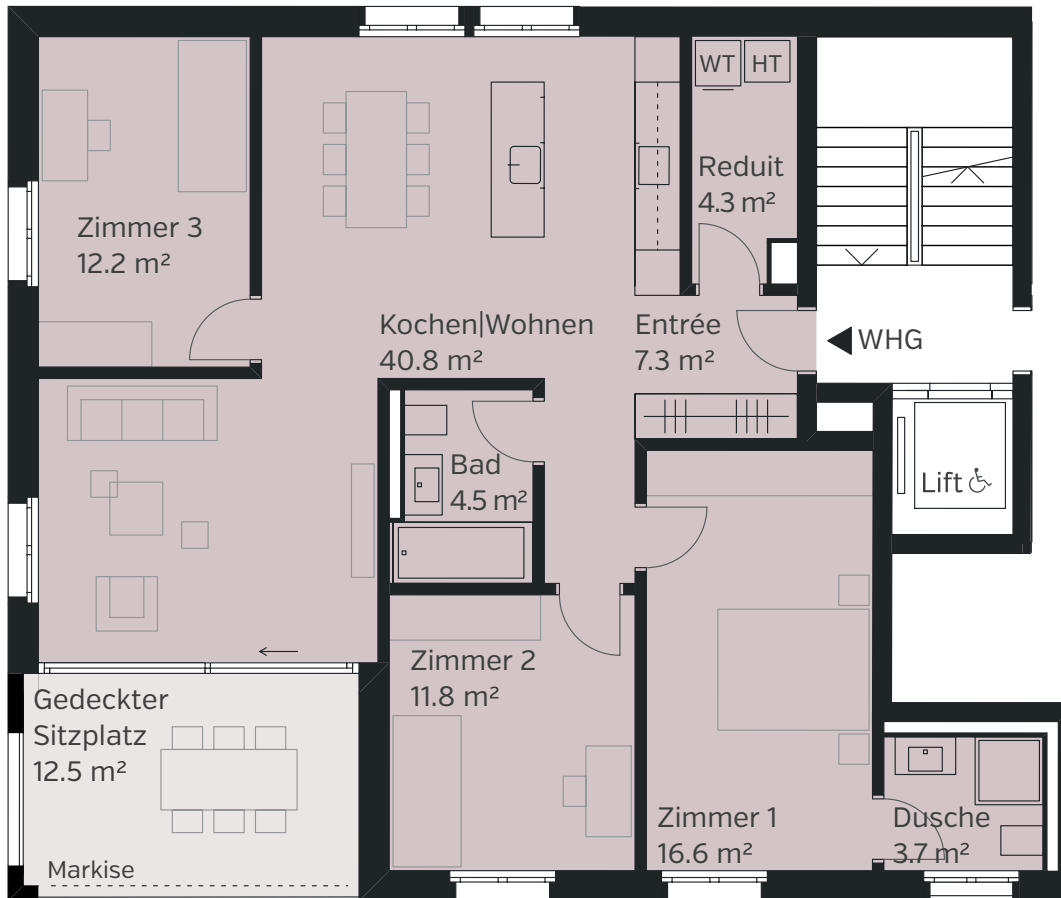 WT HT
Reduit
4.3 m²
Zimmer 3
12.2 m²
Kochen|Wohnen
40.8 m²
Entrée
7.3 m²
WHG
Bad
4.5 m²
Lift
Zimmer 2
11.8 m²
Gedeckter
Sitzplatz
12.5 m²
Zimmer 1
16.6 m²
Dusche
3.7 m²
Markise